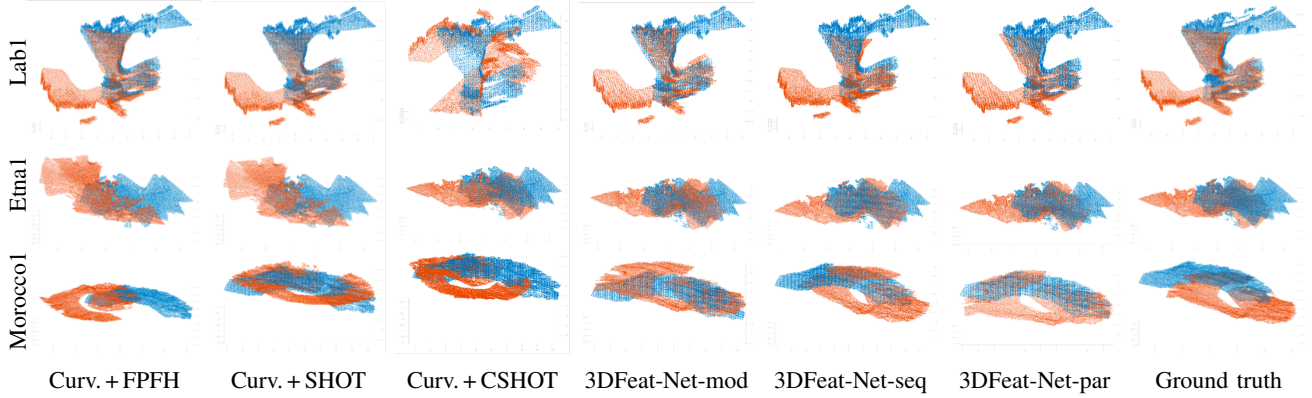 Lab1
Etna1
Morocco1
Curv. + FPFH
Curv. + SHOT
Curv. + CSHOT
3DFeat-Net-mod
3DFeat-Net-seq
3DFeat-Net-par
Ground truth